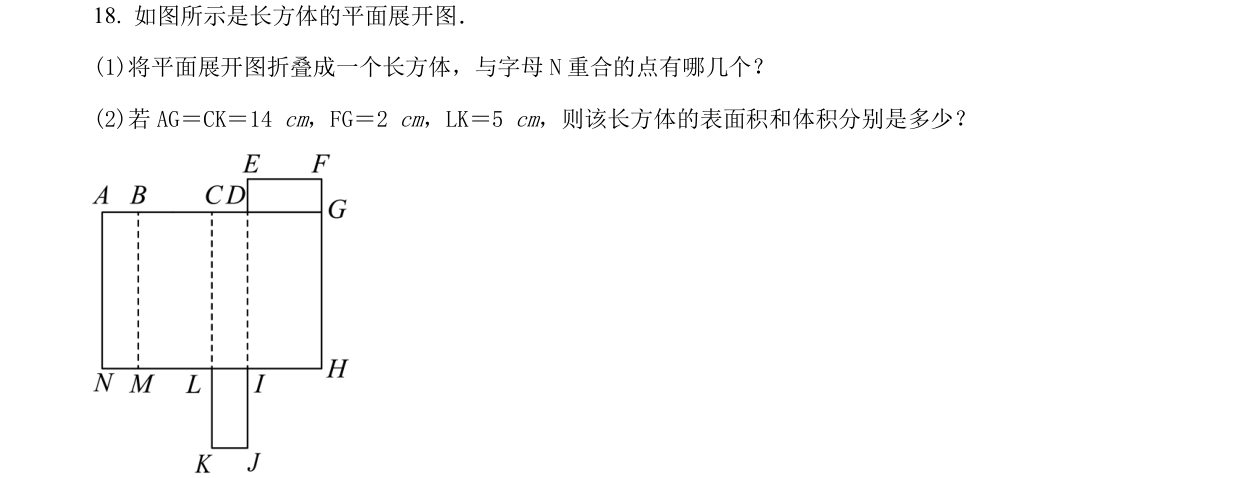 18. 如图所示是长方体的平面展开图．
(1)将平面展开图折叠成一个长方体，与字母 N 重合的点有哪几个？
(2)若 AG＝CK＝14 cm，FG＝2 cm，LK＝5 cm，则该长方体的表面积和体积分别是多少？
E F
A B C D G
N M L I H
K J